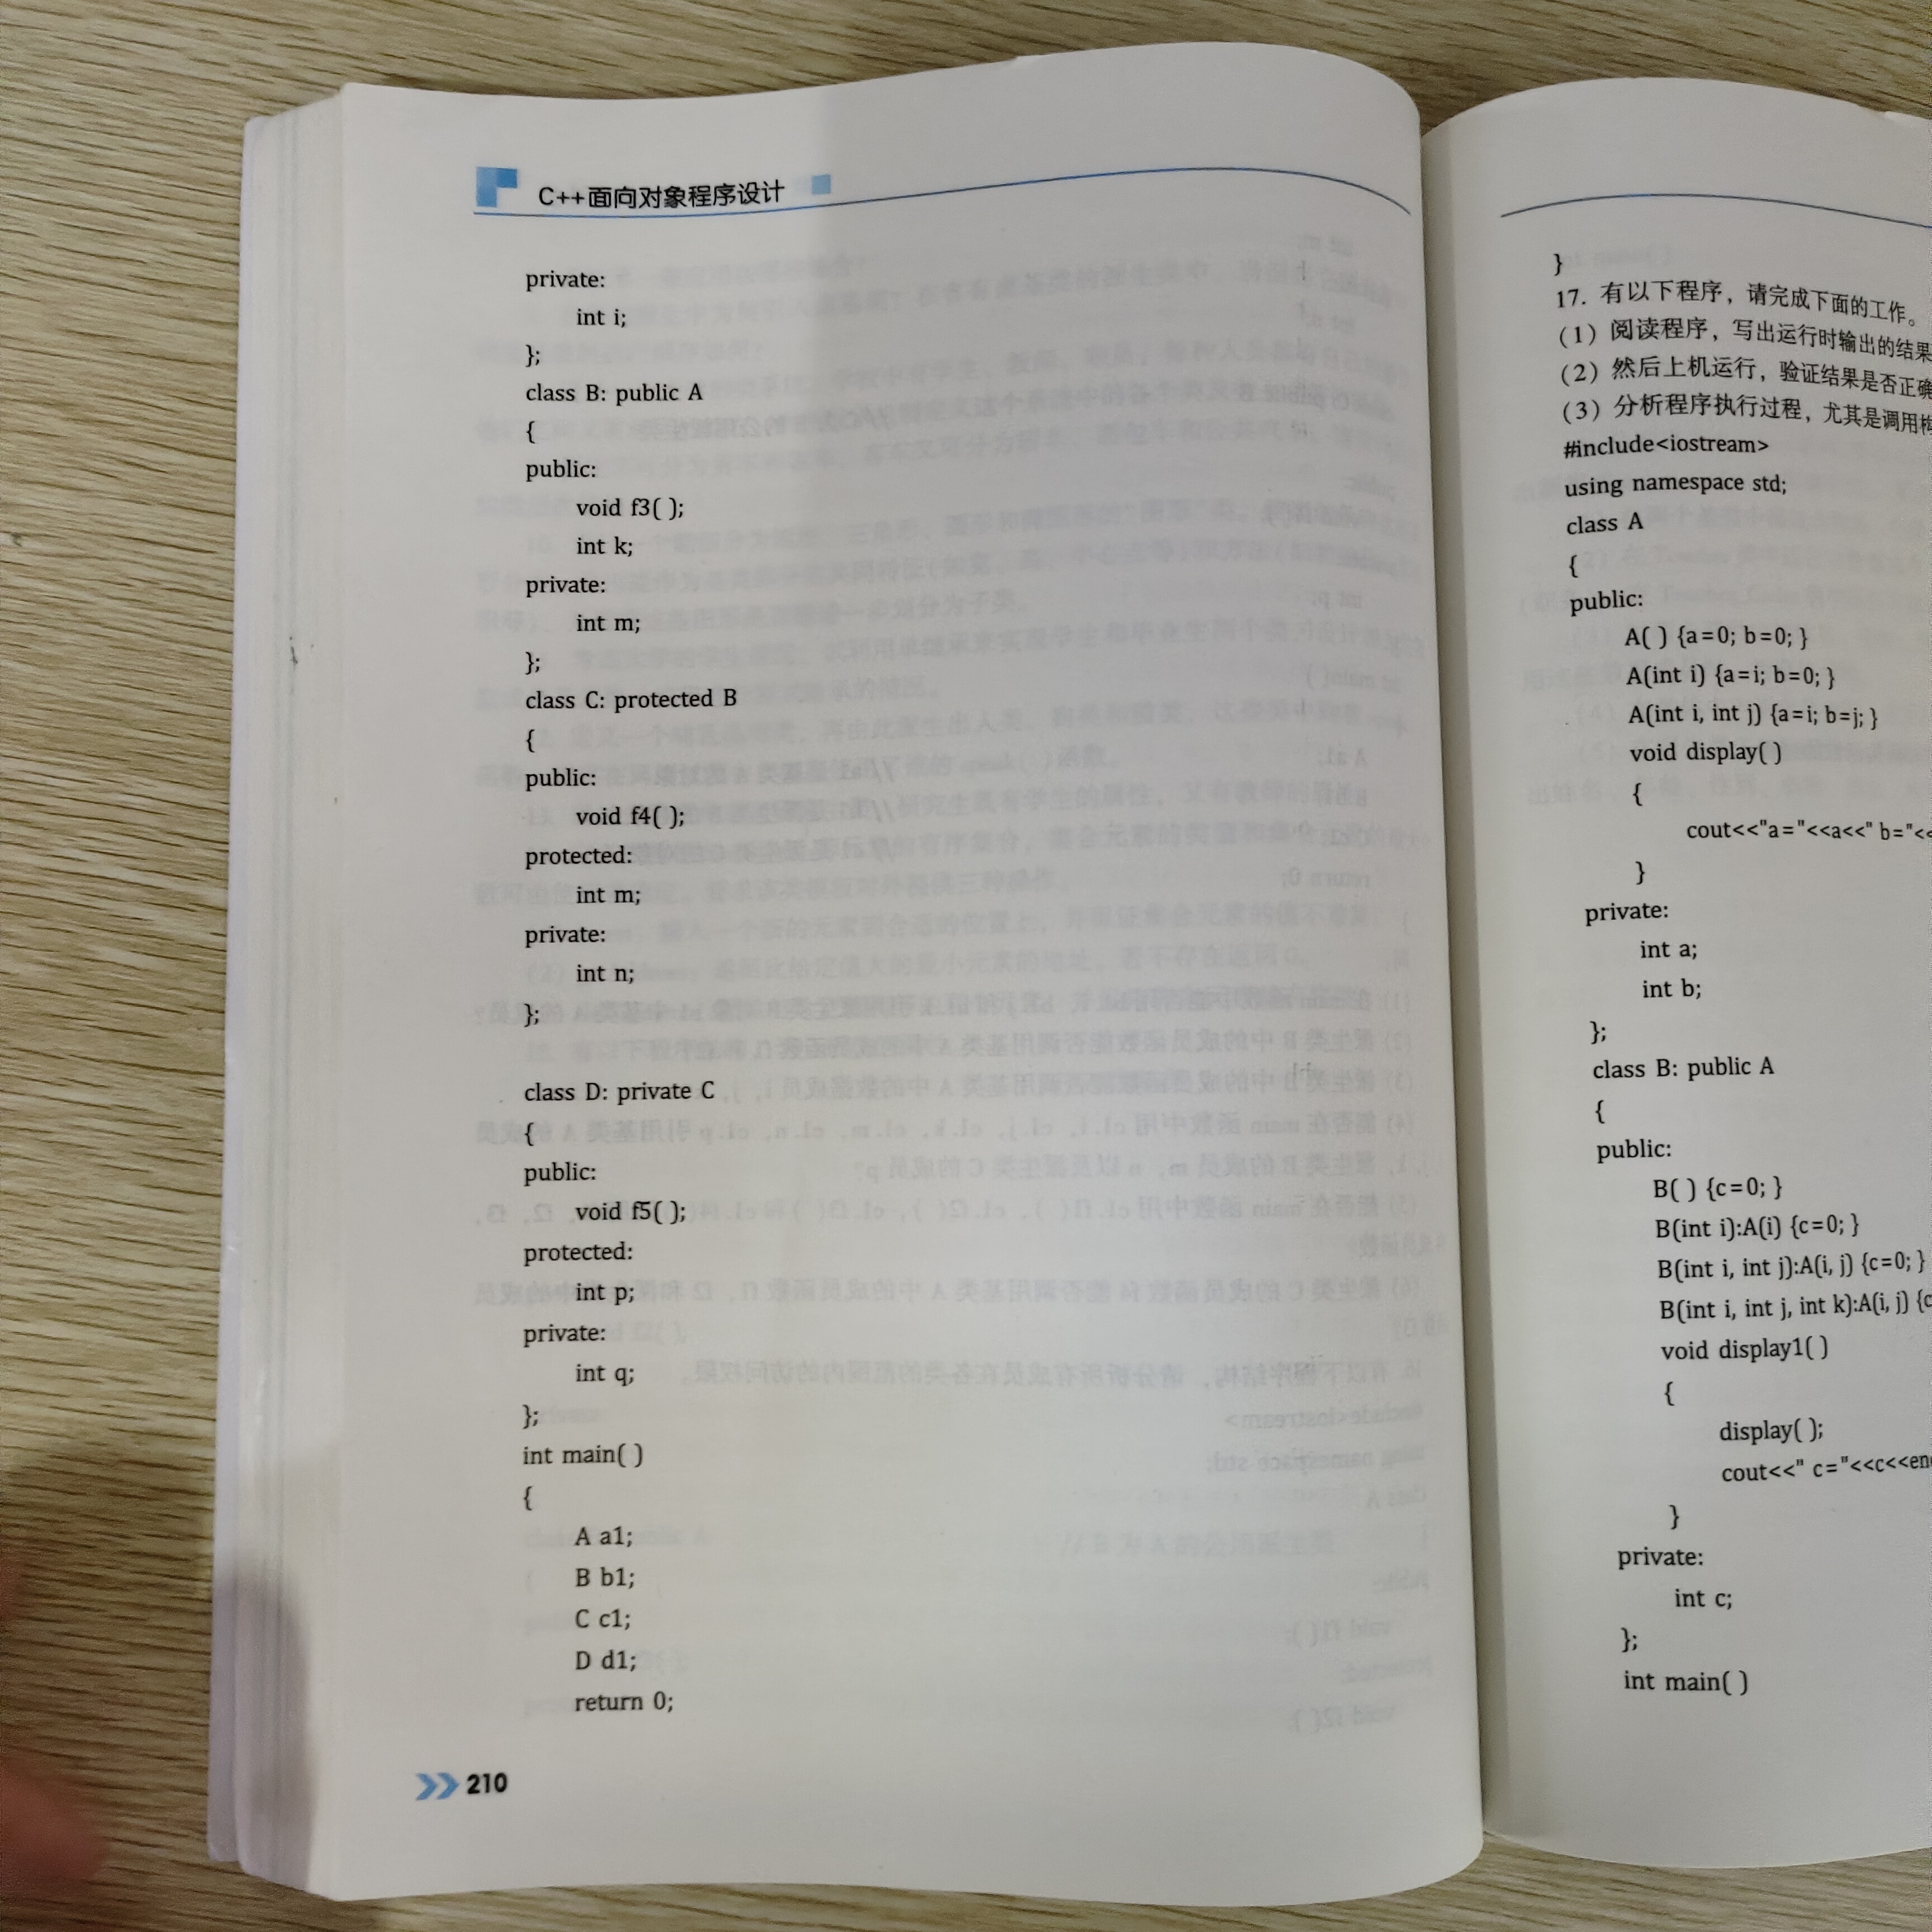 C++面向对象程序设计
private:
int i;
};
class B: public A
{
public:
void f3( );
int k;
private:
int m;
};
class C: protected B
{
public:
void f4( );
protected:
int m;
private:
int n;
};
class D: private C
{
public:
void f5( );
protected:
int p;
private:
int q;
};
int main( )
{
A a1;
B b1;
C c1;
D d1;
return 0;
210
}
17. 有以下程序，请完成下面的工作。
(1) 阅读程序，写出运行时输出的结果
(2) 然后上机运行，验证结果是否正确
(3) 分析程序执行过程，尤其是调用构
#include<iostream>
using namespace std;
class A
{
public:
A( ) {a=0; b=0; }
A(int i) {a=i; b=0; }
A(int i, int j) {a=i; b=j; }
void display( )
{
cout<<"a="<<a<<" b="<<
}
private:
int a;
int b;
};
class B: public A
{
public:
B( ) {c=0; }
B(int i):A(i) {c=0; }
B(int i, int j):A(i, j) {c=0; }
B(int i, int j, int k):A(i, j) {c
void display1( )
{
display( );
cout<<" c="<<c<<en
}
private:
int c;
};
int main( )